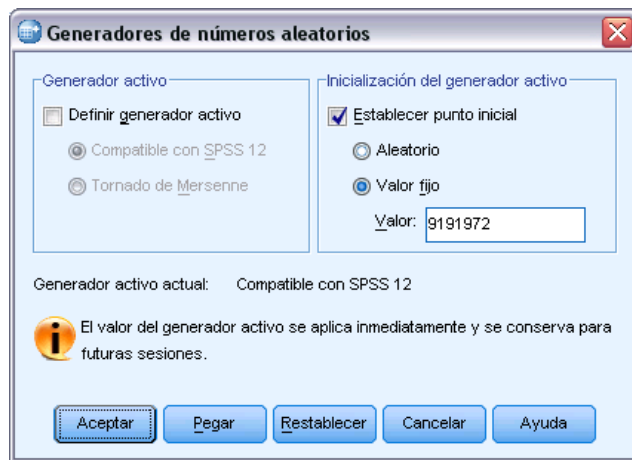 Generadores de números aleatorios
Generador activo
Definir generador activo
Compatible con SPSS 12
Tornado de Mersenne
Inicialización del generador activo
Establecer punto inicial
Aleatorio
Valor fijo
Valor: 9191972
Generador activo actual: Compatible con SPSS 12
El valor del generador activo se aplica inmediatamente y se conserva para
futuras sesiones.
Aceptar Pegar Restablecer Cancelar Ayuda